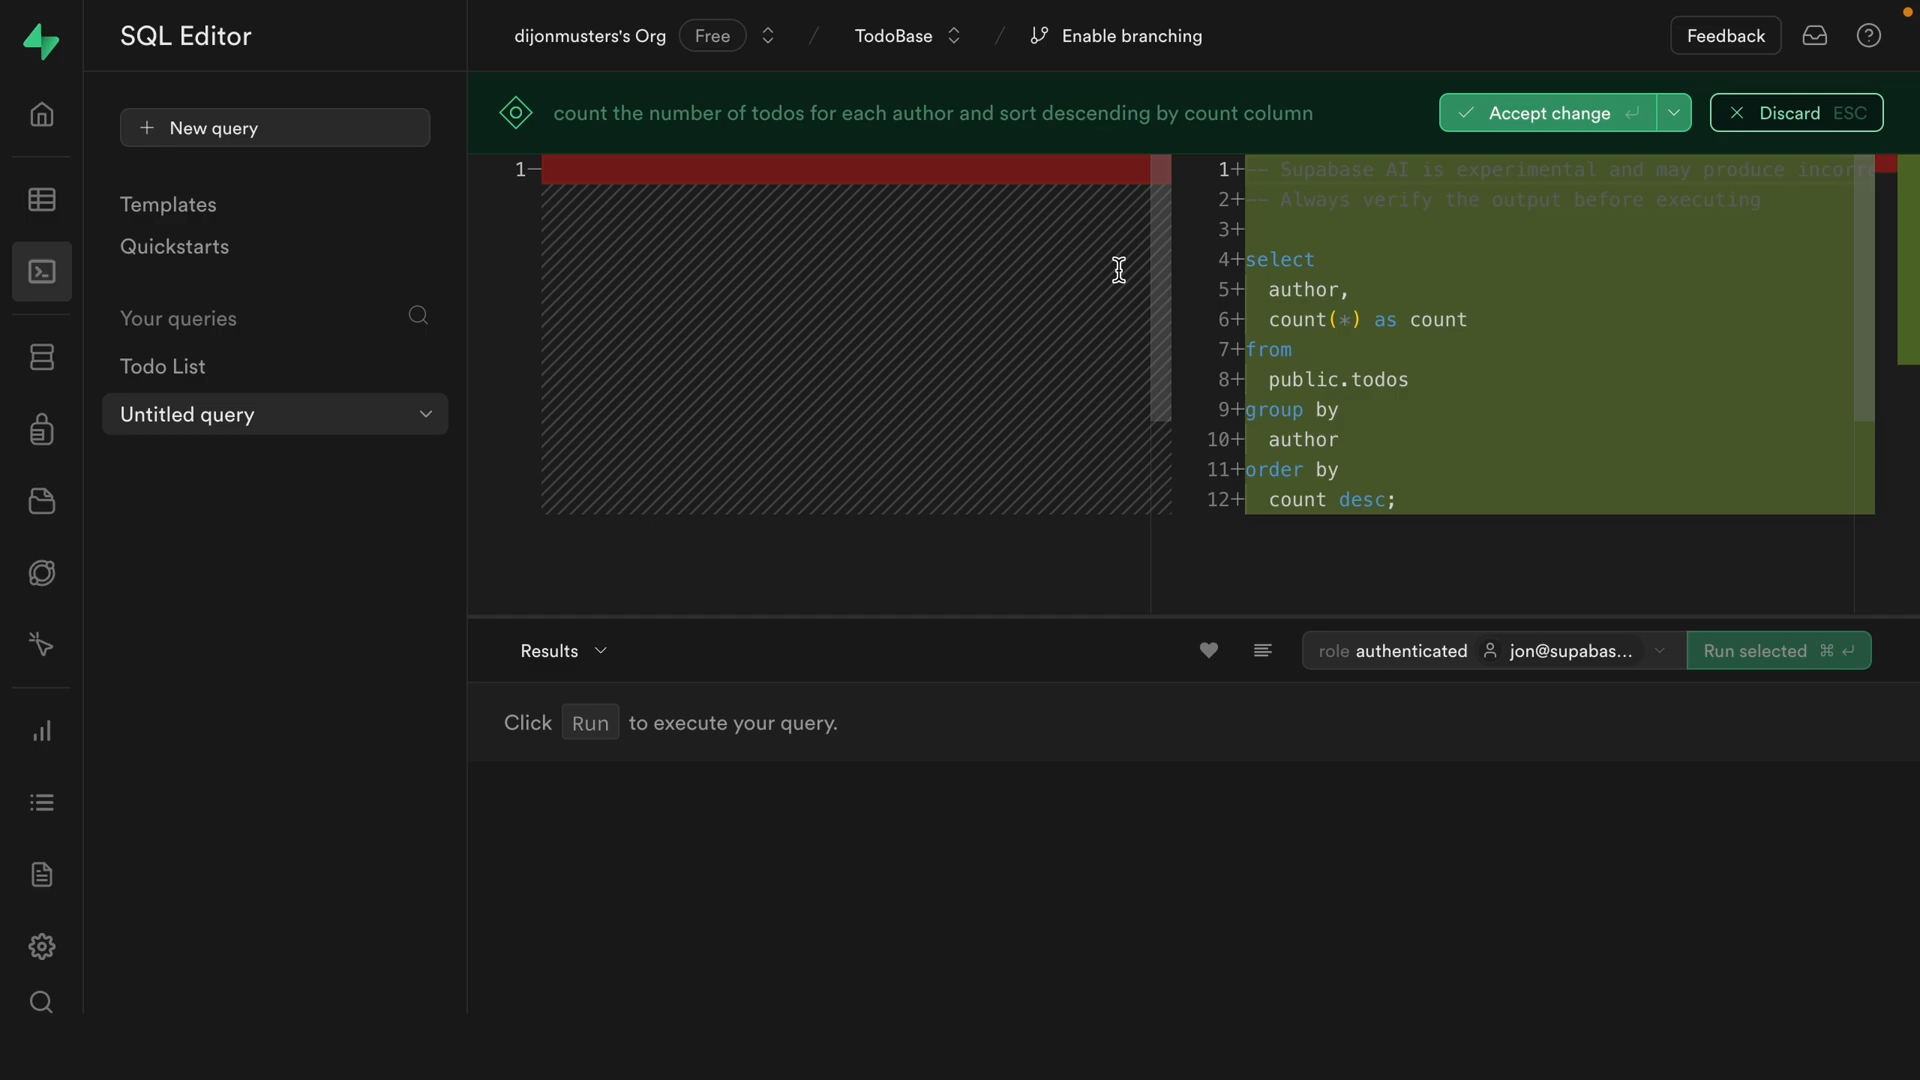 SQL Editor
dijonmusters's Org
Free
/
TodoBase
/
Enable branching
Feedback
New query
Templates
Quickstarts
Your queries
Todo List
Untitled query
count the number of todos for each author and sort descending by count column
Accept change
Discard ESC
1-
1+-- Supabase AI is experimental and may produce incorre
2+-- Always verify the output before executing
3+
4+select
5+ author,
6+ count(*) as count
7+from
8+ public.todos
9+group by
10+ author
11+order by
12+ count desc;
Results
role authenticated jon@supabas...
Run selected ⌘ ↵
Click Run to execute your query.